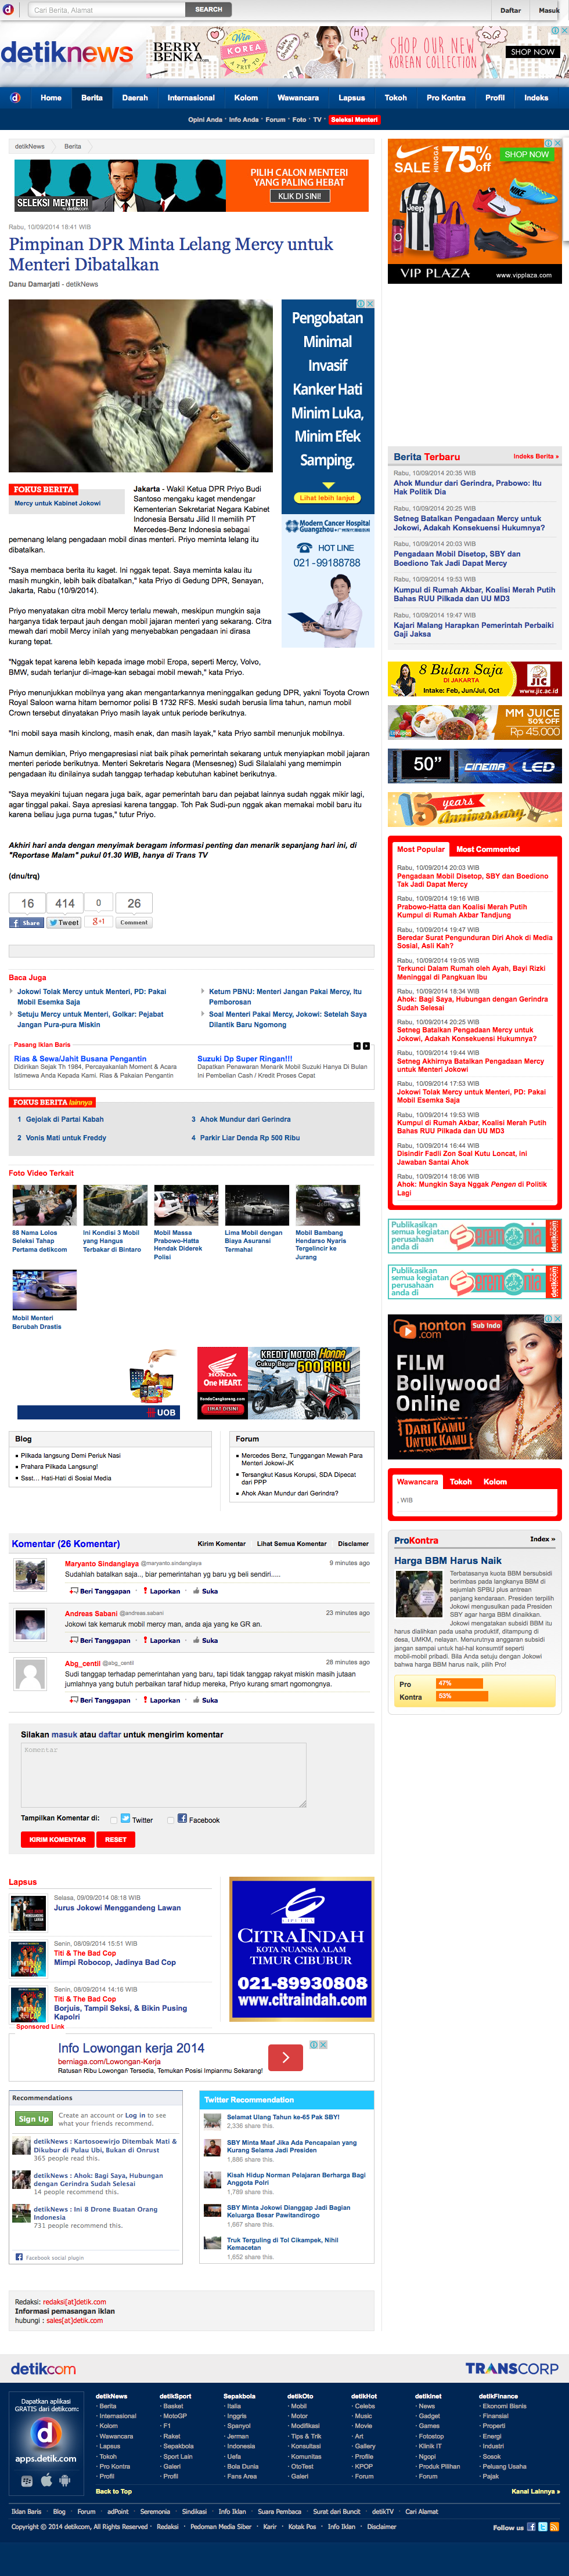 Cari Berita, Alamat
SEARCH
Daftar
Masuk
detiknews
BERRY BENKA.com
Win a trip to KOREA
SHOP OUR NEW COLLECTION
SHOP NOW
Home
Berita
Daerah
Internasional
Kolom
Wawancara
Lapsus
Tokoh
Pro Kontra
Profil
Indeks
Opini Anda · Info Anda · Forum · Foto · TV · Seleksi Menteri
detikNews
Berita
SELEKSI MENTERI
by detikcom
PILIH CALON MENTERI
YANG PALING HEBAT
KLIK DI SINI!
Rabu, 10/09/2014 16:41 WIB
Pimpinan DPR Minta Lelang Mercy untuk
Menteri Dibatalkan
Danu Damarjati - detikNews
Pengobatan
Minimal
Invasif
Kanker Hati
Minim Luka,
Minim Efek
Samping.
Lihat lebih lanjut
Modern Cancer Hospital
Guangzhou
HOT LINE
021-99188788
FOKUS BERITA
Mercy untuk Kabinet Jokowi
Jakarta - Wakil Ketua DPR Priyo Budi
Santoso mengaku kaget mendengar
Kementerian Sekretariat Negara Kabinet
Indonesia Bersatu Jild II memilih PT
Mercedes-Benz Indonesia sebagai
pemenang lelang pengadaan mobil dinas menteri. Priyo meminta lelang itu
dibatalkan.
"Saya membaca berita itu kaget. Ini nggak tepat. Saya meminta kalau itu
masih mungkin, lebih baik dibatalkan," kata Priyo di Gedung DPR, Senayan,
Jakarta, Rabu (10/9/2014).
Priyo menyatakan citra mobil Mercy terlalu mewah, meskipun mungkin saja
harganya tidak terpaut jauh dengan mobil jajaran menteri yang sekarang. Citra
mewah dari mobil Mercy inilah yang menyebabkan pengadaan ini dirasa
kurang tepat.
"Nggak tepat karena lebih kepada image mobil Eropa, seperti Mercy, Volvo,
BMW, sudah terlanjur di-image-kan sebagai mobil mewah," kata Priyo.
Priyo menunjukkan mobilnya yang akan mengantarkannya meninggalkan gedung DPR, yakni Toyota Crown
Royal Saloon warna hitam bernomor polisi B 1732 RFS. Meski sudah berusia lima tahun, namun mobil
Crown tersebut dinyatakan Priyo masih layak untuk periode berikutnya.
"Ini mobil saya masih kinclong, masih enak, dan masih layak," kata Priyo sambil menunjuk mobilnya.
Namun demikian, Priyo mengapresiasi niat baik pihak pemerintah sekarang untuk menyiapkan mobil jajaran
menteri periode berikutnya. Menteri Sekretaris Negara (Mensesneg) Sudi Silalahi yang memimpin
pengadaan itu dinilainya sudah tanggap terhadap kebutuhan kabinet berikutnya.
"Saya meyakini tujuan negara juga baik, agar pemerintah baru dan pejabat lainnya sudah nggak mikir lagi,
agar tinggal pakai. Saya apresiasi karena tanggap. Toh Pak Sudi-pun nggak akan memakai mobil baru itu
karena beliau juga purna tugas," tutur Priyo.
Akhiri hari anda dengan menyimak beragam informasi penting dan menarik sepanjang hari ini, di
"Reportase Malam" pukul 01.30 WIB, hanya di Trans TV
(dnu/trq)
16
414
0
26
Share
Tweet
+1
Comment
Baca Juga
Jokowi Tolak Mercy untuk Menteri, PD: Pakai
Mobil Esemka Saja
Setuju Mercy untuk Menteri, Golkar: Pejabat
Jangan Pura-pura Miskin
Ketum PBNU: Menteri Jangan Pakai Mercy, Itu
Pemborosan
Soal Menteri Pakai Mercy, Jokowi: Setelah Saya
Dilantik Baru Ngomong
Pasang Iklan Baris
Rias & Sewa/Jahit Busana Pengantin
Didirikan Sejak Th 1984, Percayakanlah Moment & Acara
Istimewa Anda Kepada Kami. Rias & Pakaian Pengantin
Suzuki Dp Super Ringan!!!
Dapatkan Penawaran Menarik Mobil Suzuki Hanya Di Bulan
Ini Pembelian Cash / Kredit Proses Cepat
FOKUS BERITA lainnya
1 Gejolak di Partai Kabah
2 Vonis Mati untuk Freddy
3 Ahok Mundur dari Gerindra
4 Parkir Liar Denda Rp 500 Ribu
Foto Video Terkait
58 Nama Lolos
Seleksi Tahap
Pertama detikcom
Ini Kondisi 3 Mobil
yang Hangus
Terbakar di Bintaro
Mobil Massa
Prabowo-Hatta
Hendak Diderek
Polisi
Lima Mobil dengan
Biaya Asuransi
Termahal
Mobil Bambang
Hendarso Nyaris
Tergelincir ke
Jurang
Mobil Menteri
Berubah Drastis
UOB
HONDA
One HEART.
KREDIT MOTOR Honda
Cukup Bayar 500 RIBU
Blog
Pilkada langsung Demi Periuk Nasi
Prahara Pilkada Langsung!
Ssst... Hati-Hati di Sosial Media
Forum
Mercedes Benz, Tunggangan Mewah Para
Menteri Jokowi-JK
Tersangkut Kasus Korupsi, SDA Dipecat
dari PPP
Ahok Akan Mundur dari Gerindra?
Komentar (26 Komentar)
Kirim Komentar
Lihat Semua Komentar
Disclamer
Maryanto Sindanglaya @maryanto.sindanglaya
9 minutes ago
Sudahlah batalkan saja.., biar pemerintahan yg baru yg beli sendiri.....
Beri Tanggapan · Laporkan · Suka
Andreas Sabani @andreas.sabani
23 minutes ago
Jokowi tak kemaruk mobil mercy man, anda aja yang ke GR an.
Beri Tanggapan · Laporkan · Suka
Abg_centil @abg_centil
28 minutes ago
Sudi tanggap terhadap pemerintahan yang baru, tapi tidak tanggap rakyat miskin masih jutaan
jumlahnya yang butuh perbaikan taraf hidup mereka, Priyo kurang smart ngomongnya.
Beri Tanggapan · Laporkan · Suka
Silakan masuk atau daftar untuk mengirim komentar
Komentar
Tampilkan Komentar di:
Twitter
Facebook
KIRIM KOMENTAR
RESET
Lapsus
Selasa, 09/09/2014 08:18 WIB
Jurus Jokowi Menggandeng Lawan
Senin, 08/09/2014 15:51 WIB
Titi & The Bad Cop
Mimpi Robocop, Jadinya Bad Cop
Senin, 08/09/2014 14:16 WIB
Titi & The Bad Cop
Borjuis, Tampil Seksi, & Bikin Pusing
Kapolri
CITRAINDAH
KOTA NUANSA ALAM
TIMUR CIBUBUR
021-89930808
www.citraindah.com
Sponsored Link
Info Lowongan kerja 2014
berniaga.com/Lowongan-Kerja
Ratusan Ribu Lowongan Tersedia, Temukan Posisi Impianmu Sekarang!
Recommendations
Sign Up
Create an account or Log in to see
what your friends recommend.
detikNews : Kartosoewirjo Ditembak Mati &
Dikubur di Pulau Ubi, Bukan di Onrust
365 people read this.
detikNews : Ahok: Bagi Saya, Hubungan
dengan Gerindra Sudah Selesai
14 people recommend this.
detikNews : Ini 8 Drone Buatan Orang
Indonesia
731 people recommend this.
Facebook social plugin
Twitter Recommendation
Selamat Ulang Tahun ke-65 Pak SBY!
2,336 share this.
SBY Minta Maaf Jika Ada Pencapaian yang
Kurang Selama Jadi Presiden
1,886 share this.
Kisah Hidup Norman Pelajaran Berharga Bagi
Anggota Polri
1,789 share this.
SBY Minta Jokowi Dianggap Jadi Bagian
Keluarga Besar Pawitandirogo
1,667 share this.
Truk Terguling di Tol Cikampek, Nihil
Kemacetan
1,652 share this.
Redaksi: redaksi[at]detik.com
Informasi pemasangan iklan
hubungi : sales[at]detik.com
SALE HINGGA 75% off
SHOP NOW
VIP PLAZA
www.vipplaza.com
Berita Terbaru
Indeks Berita »
Rabu, 10/09/2014 20:35 WIB
Ahok Mundur dari Gerindra, Prabowo: Itu
Hak Politik Dia
Rabu, 10/09/2014 20:25 WIB
Setneg Batalkan Pengadaan Mercy untuk
Jokowi, Adakah Konsekuensi Hukumnya?
Rabu, 10/09/2014 20:03 WIB
Pengadaan Mobil Disetop, SBY dan
Boediono Tak Jadi Dapat Mercy
Rabu, 10/09/2014 19:53 WIB
Kumpul di Rumah Akbar, Koalisi Merah Putih
Bahas RUU Pilkada dan UU MD3
Rabu, 10/09/2014 19:47 WIB
Kajari Malang Harapkan Pemerintah Perbaiki
Gaji Jaksa
8 Bulan Saja
DI JAKARTA
Intake: Feb, Jun/Jul, Oct
JIC
www.jic.ac.id
MM JUICE
50% OFF
Rp 45.000
50" CINEMAX LED
15 years Anniversary
Most Popular
Most Commented
Rabu, 10/09/2014 20:03 WIB
Pengadaan Mobil Disetop, SBY dan Boediono
Tak Jadi Dapat Mercy
Rabu, 10/09/2014 19:16 WIB
Prabowo-Hatta dan Koalisi Merah Putih
Kumpul di Rumah Akbar Tandjung
Rabu, 10/09/2014 19:47 WIB
Beredar Surat Pengunduran Diri Ahok di Media
Sosial, Asli Kah?
Rabu, 10/09/2014 19:05 WIB
Terkunci Dalam Rumah oleh Ayah, Bayi Rizki
Meninggal di Pangkuan Ibu
Rabu, 10/09/2014 18:34 WIB
Ahok: Bagi Saya, Hubungan dengan Gerindra
Sudah Selesai
Rabu, 10/09/2014 20:25 WIB
Setneg Batalkan Pengadaan Mercy untuk
Jokowi, Adakah Konsekuensi Hukumnya?
Rabu, 10/09/2014 19:44 WIB
Setneg Akhirnya Batalkan Pengadaan Mercy
untuk Menteri Jokowi
Rabu, 10/09/2014 17:53 WIB
Jokowi Tolak Mercy untuk Menteri, PD: Pakai
Mobil Esemka Saja
Rabu, 10/09/2014 19:53 WIB
Kumpul di Rumah Akbar, Koalisi Merah Putih
Bahas RUU Pilkada dan UU MD3
Rabu, 10/09/2014 16:44 WIB
Disindir Fadli Zon Soal Kutu Loncat, ini
Jawaban Santai Ahok
Rabu, 10/09/2014 18:06 WIB
Ahok: Mungkin Saya Nggak Pengen di Politik
Lagi
Publikasikan
semua kegiatan
perusahaan
anda di
Seremonia
detikcom
Publikasikan
semua kegiatan
perusahaan
anda di
Seremonia
detikcom
nonton.com
Sub Indo
FILM
Bollywood
Online
DARI KAMU
UNTUK KAMU
Wawancara
Tokoh
Kolom
, WIB
ProKontra
Index »
Harga BBM Harus Naik
Terbatasanya kuota BBM bersubsidi
berimbas pada langkanya BBM di
sejumlah SPBU plus antrean
panjang kendaraan. Presiden terpilih
Jokowi mengusulkan pada Presiden
SBY agar harga BBM dinaikkan.
Jokowi mengatakan subsidi BBM itu
harus dialihkan pada usaha produktif, ditampung di
desa, UMKM, nelayan. Menurutnya anggaran subsidi
jangan sampai untuk hal-hal konsumtif seperti
mobil-mobil pribadi. Bila Anda setuju dengan Jokowi
bahwa harga BBM harus naik, pilih Pro!
Pro 47%
Kontra 53%
detikcom
TRANSCORP
Dapatkan aplikasi
GRATIS dari detikcom:
apps.detik.com
detikNews
· Berita
· Internasional
· Kolom
· Wawancara
· Lapsus
· Tokoh
· Pro Kontra
· Profil
detikSport
· Basket
· MotoGP
· F1
· Raket
· Sepakbola
· Sport Lain
· Galeri
· Profil
Sepakbola
· Italia
· Inggris
· Spanyol
· Jerman
· Indonesia
· Uefa
· Bola Dunia
· Fans Area
detikOto
· Mobil
· Motor
· Modifikasi
· Tips & Trik
· Konsultasi
· Komunitas
· OtoTest
· Galeri
detikHot
· Celebs
· Music
· Movie
· Art
· Gallery
· Profile
· KPOP
· Forum
detikInet
· News
· Gadget
· Games
· Klinik IT
· Ngopi
· Produk Pilihan
· Forum
detikFinance
· Ekonomi Bisnis
· Finansial
· Properti
· Energi
· Industri
· Sosok
· Peluang Usaha
· Pajak
Back to Top
Kanal Lainnya »
Iklan Baris · Blog · Forum · adPoint · Seremonia · Sindikasi · Info Iklan · Suara Pembaca · Surat dari Buncit · detikTV · Cari Alamat
Copyright © 2014 detikcom, All Rights Reserved · Redaksi · Pedoman Media Siber · Karir · Kotak Pos · Info Iklan · Disclaimer
Follow us